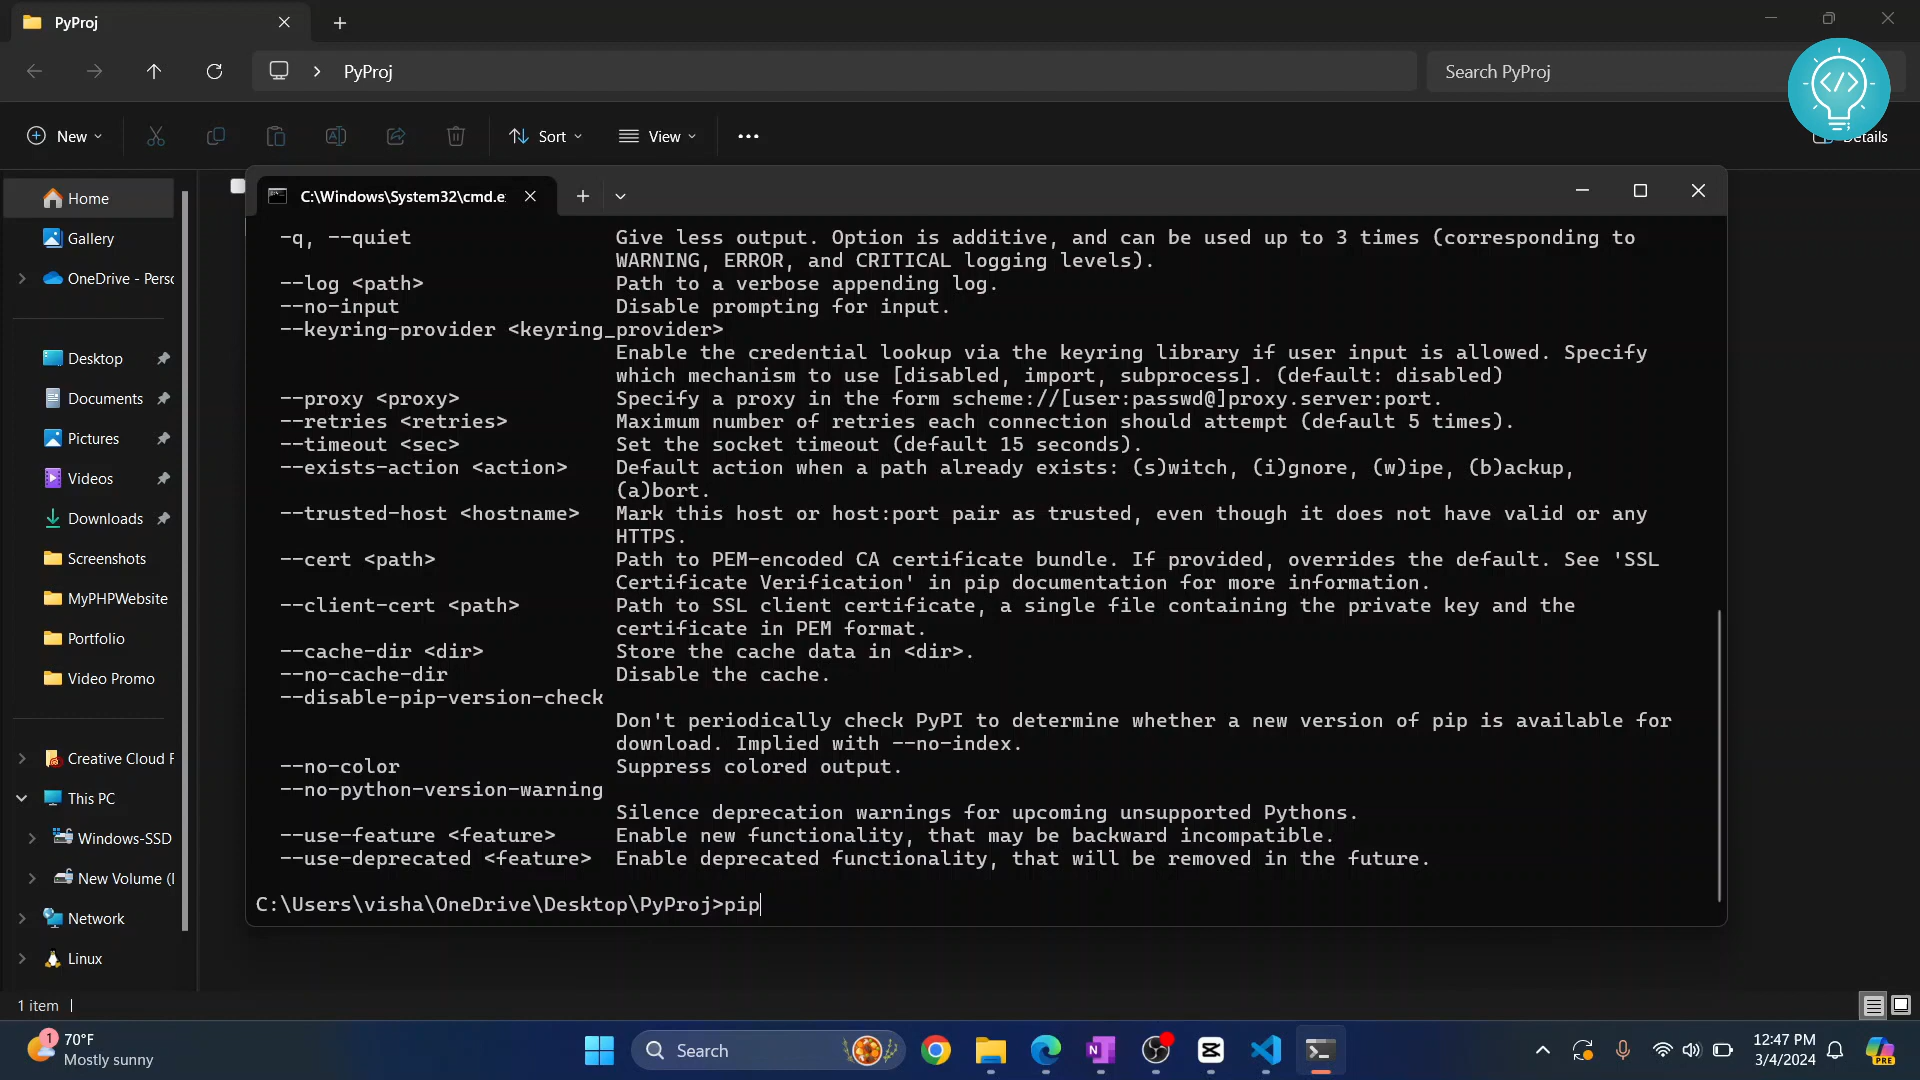 PyProj
PyProj
Search PyProj
New
Sort
View
Details
Home
Gallery
OneDrive - Persc
Desktop
Documents
Pictures
Videos
Downloads
Screenshots
MyPHPWebsite
Portfolio
Video Promo
Creative Cloud F
This PC
Windows-SSD
New Volume (I
Network
Linux
C:\Windows\System32\cmd.e
-q, --quiet Give less output. Option is additive, and can be used up to 3 times (corresponding to
WARNING, ERROR, and CRITICAL logging levels).
--log <path> Path to a verbose appending log.
--no-input Disable prompting for input.
--keyring-provider <keyring_provider>
Enable the credential lookup via the keyring library if user input is allowed. Specify
which mechanism to use [disabled, import, subprocess]. (default: disabled)
--proxy <proxy> Specify a proxy in the form scheme://[user:passwd@]proxy.server:port.
--retries <retries> Maximum number of retries each connection should attempt (default 5 times).
--timeout <sec> Set the socket timeout (default 15 seconds).
--exists-action <action> Default action when a path already exists: (s)witch, (i)gnore, (w)ipe, (b)ackup,
(a)bort.
--trusted-host <hostname> Mark this host or host:port pair as trusted, even though it does not have valid or any
HTTPS.
--cert <path> Path to PEM-encoded CA certificate bundle. If provided, overrides the default. See 'SSL
Certificate Verification' in pip documentation for more information.
--client-cert <path> Path to SSL client certificate, a single file containing the private key and the
certificate in PEM format.
--cache-dir <dir> Store the cache data in <dir>.
--no-cache-dir Disable the cache.
--disable-pip-version-check
Don't periodically check PyPI to determine whether a new version of pip is available for
download. Implied with --no-index.
--no-color Suppress colored output.
--no-python-version-warning
Silence deprecation warnings for upcoming unsupported Pythons.
--use-feature <feature> Enable new functionality, that may be backward incompatible.
--use-deprecated <feature> Enable deprecated functionality, that will be removed in the future.
C:\Users\visha\OneDrive\Desktop\PyProj>pip
1 item
1
70°F
Mostly sunny
Search
12:47 PM
3/4/2024
PRE